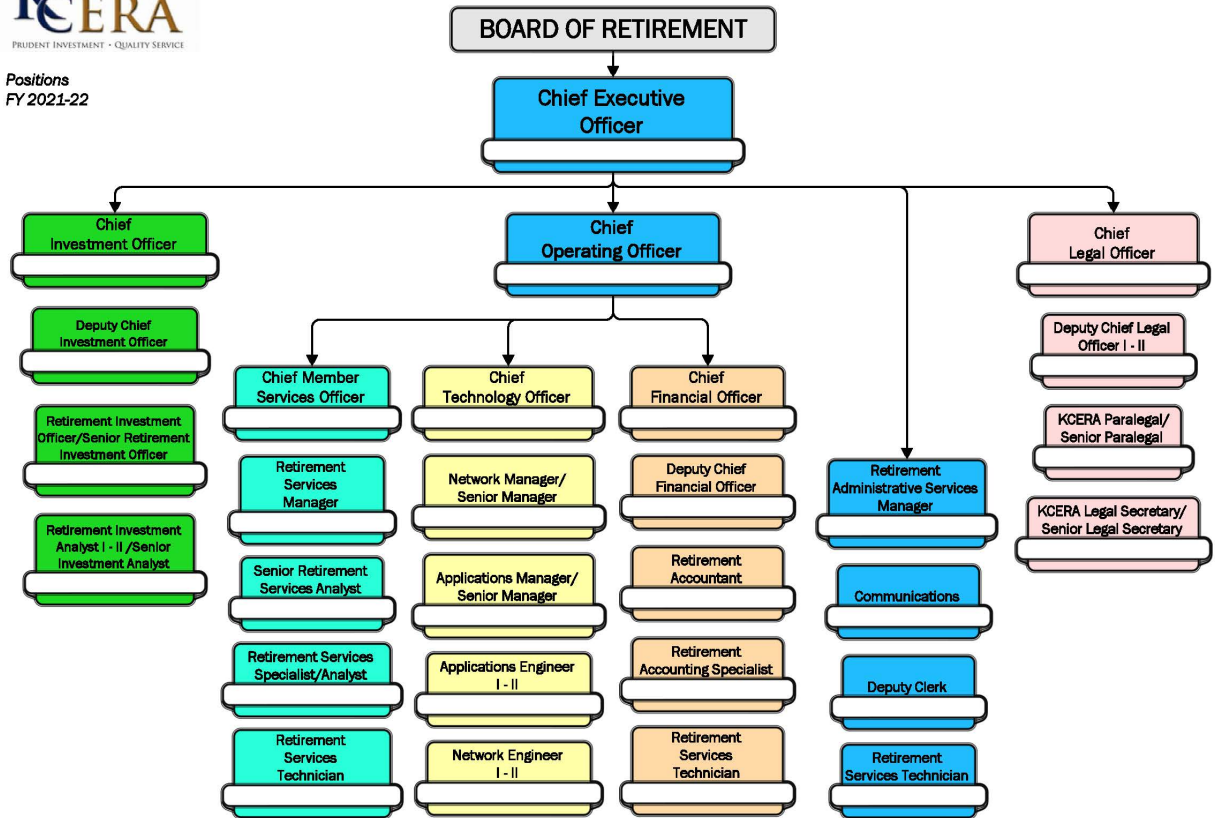 KCERA
PRUDENT INVESTMENT • QUALITY SERVICE
Positions
FY 2021-22
BOARD OF RETIREMENT
Chief Executive
Officer
Chief
Investment Officer
Deputy Chief
Investment Officer
Retirement Investment
Officer/Senior Retirement
Investment Officer
Retirement Investment
Analyst I - II /Senior
Investment Analyst
Chief
Operating Officer
Chief Member
Services Officer
Retirement
Services
Manager
Senior Retirement
Services Analyst
Retirement Services
Specialist/Analyst
Retirement
Services
Technician
Chief
Technology Officer
Network Manager/
Senior Manager
Applications Manager/
Senior Manager
Applications Engineer
I - II
Network Engineer
I - II
Chief
Financial Officer
Deputy Chief
Financial Officer
Retirement
Accountant
Retirement
Accounting Specialist
Retirement
Services
Technician
Retirement
Administrative Services
Manager
Communications
Deputy Clerk
Retirement
Services Technician
Chief
Legal Officer
Deputy Chief Legal
Officer I - II
KCERA Paralegal/
Senior Paralegal
KCERA Legal Secretary/
Senior Legal Secretary